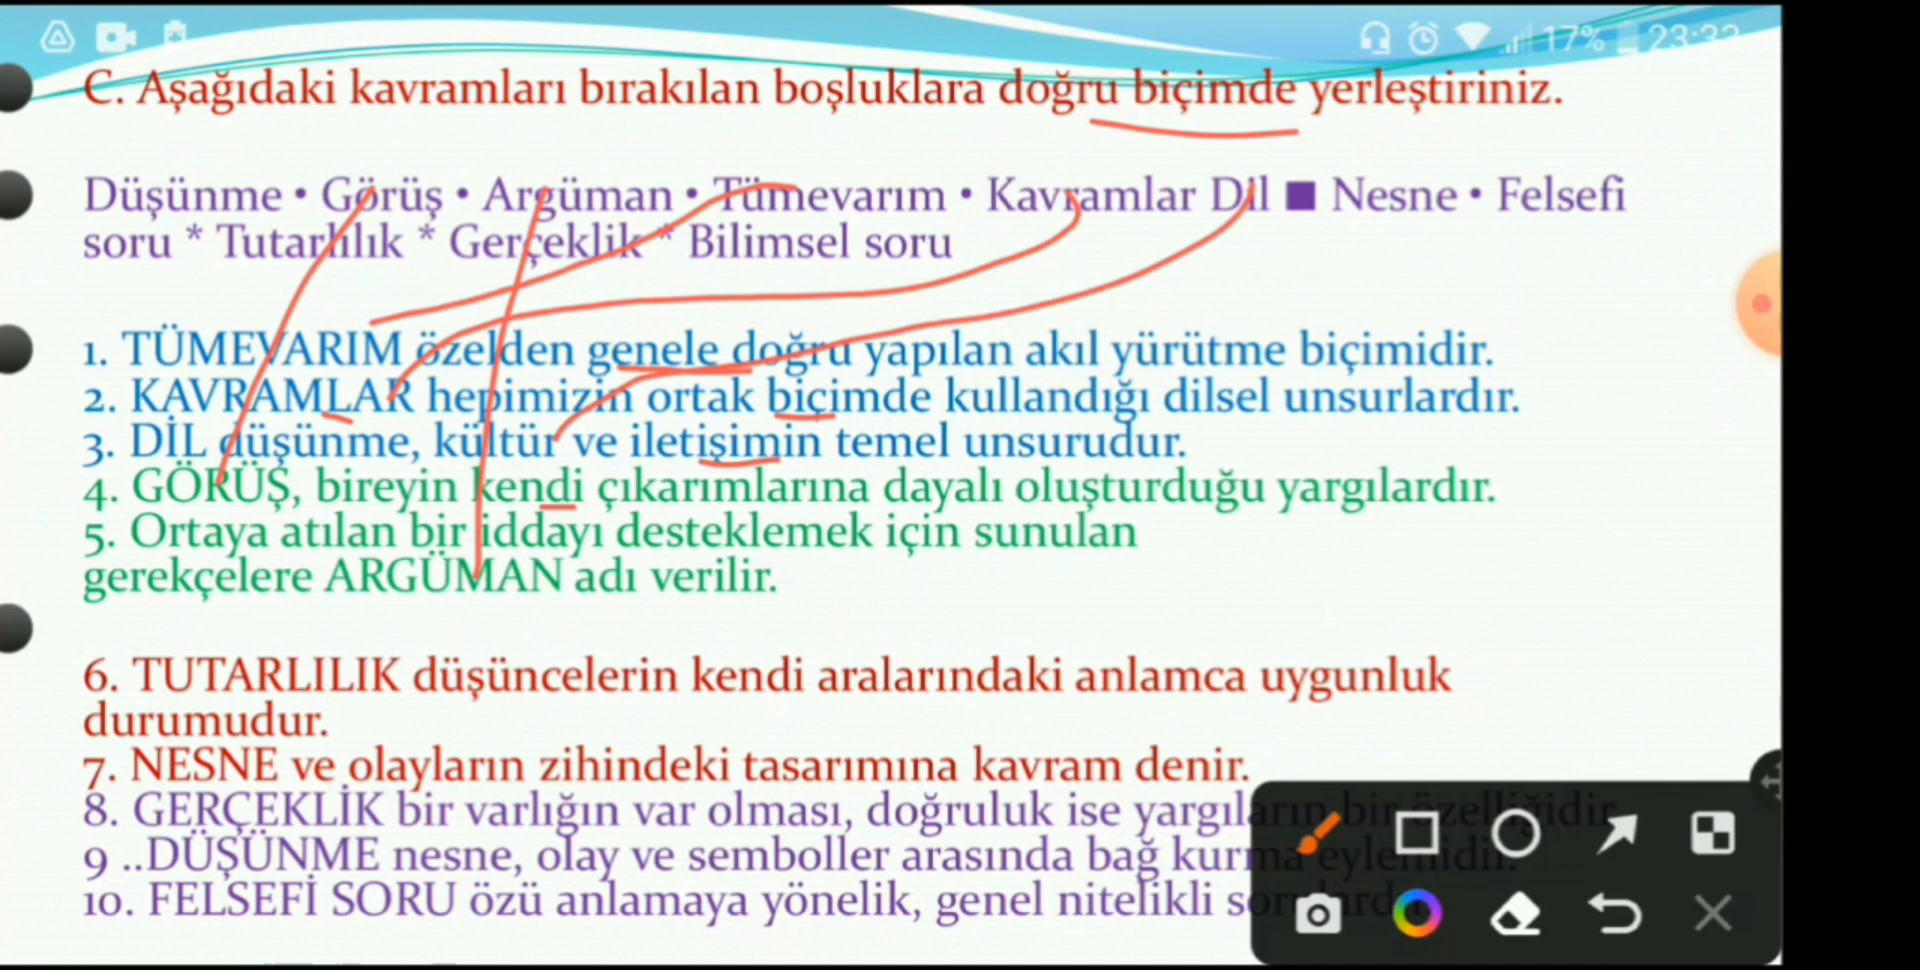 17% 23:32
C. Aşağıdaki kavramları bırakılan boşluklara doğru biçimde yerleştiriniz.
Düşünme • Görüş • Argüman • Tümevarım • Kavramlar Dil ■ Nesne • Felsefi
soru * Tutarlılık * Gerçeklik * Bilimsel soru
1. TÜMEVARIM özelden genele doğru yapılan akıl yürütme biçimidir.
2. KAVRAMLAR hepimizin ortak biçimde kullandığı dilsel unsurlardır.
3. DİL düşünme, kültür ve iletişimin temel unsurudur.
4. GÖRÜŞ, bireyin kendi çıkarımlarına dayalı oluşturduğu yargılardır.
5. Ortaya atılan bir iddayı desteklemek için sunulan
gerekçelere ARGÜMAN adı verilir.
6. TUTARLILIK düşüncelerin kendi aralarındaki anlamca uygunluk
durumudur.
7. NESNE ve olayların zihindeki tasarımına kavram denir.
8. GERÇEKLİK bir varlığın var olması, doğruluk ise yargıların bir özelliğidir.
9 ..DÜŞÜNME nesne, olay ve semboller arasında bağ kurma eylemidir.
10. FELSEFİ SORU özü anlamaya yönelik, genel nitelikli